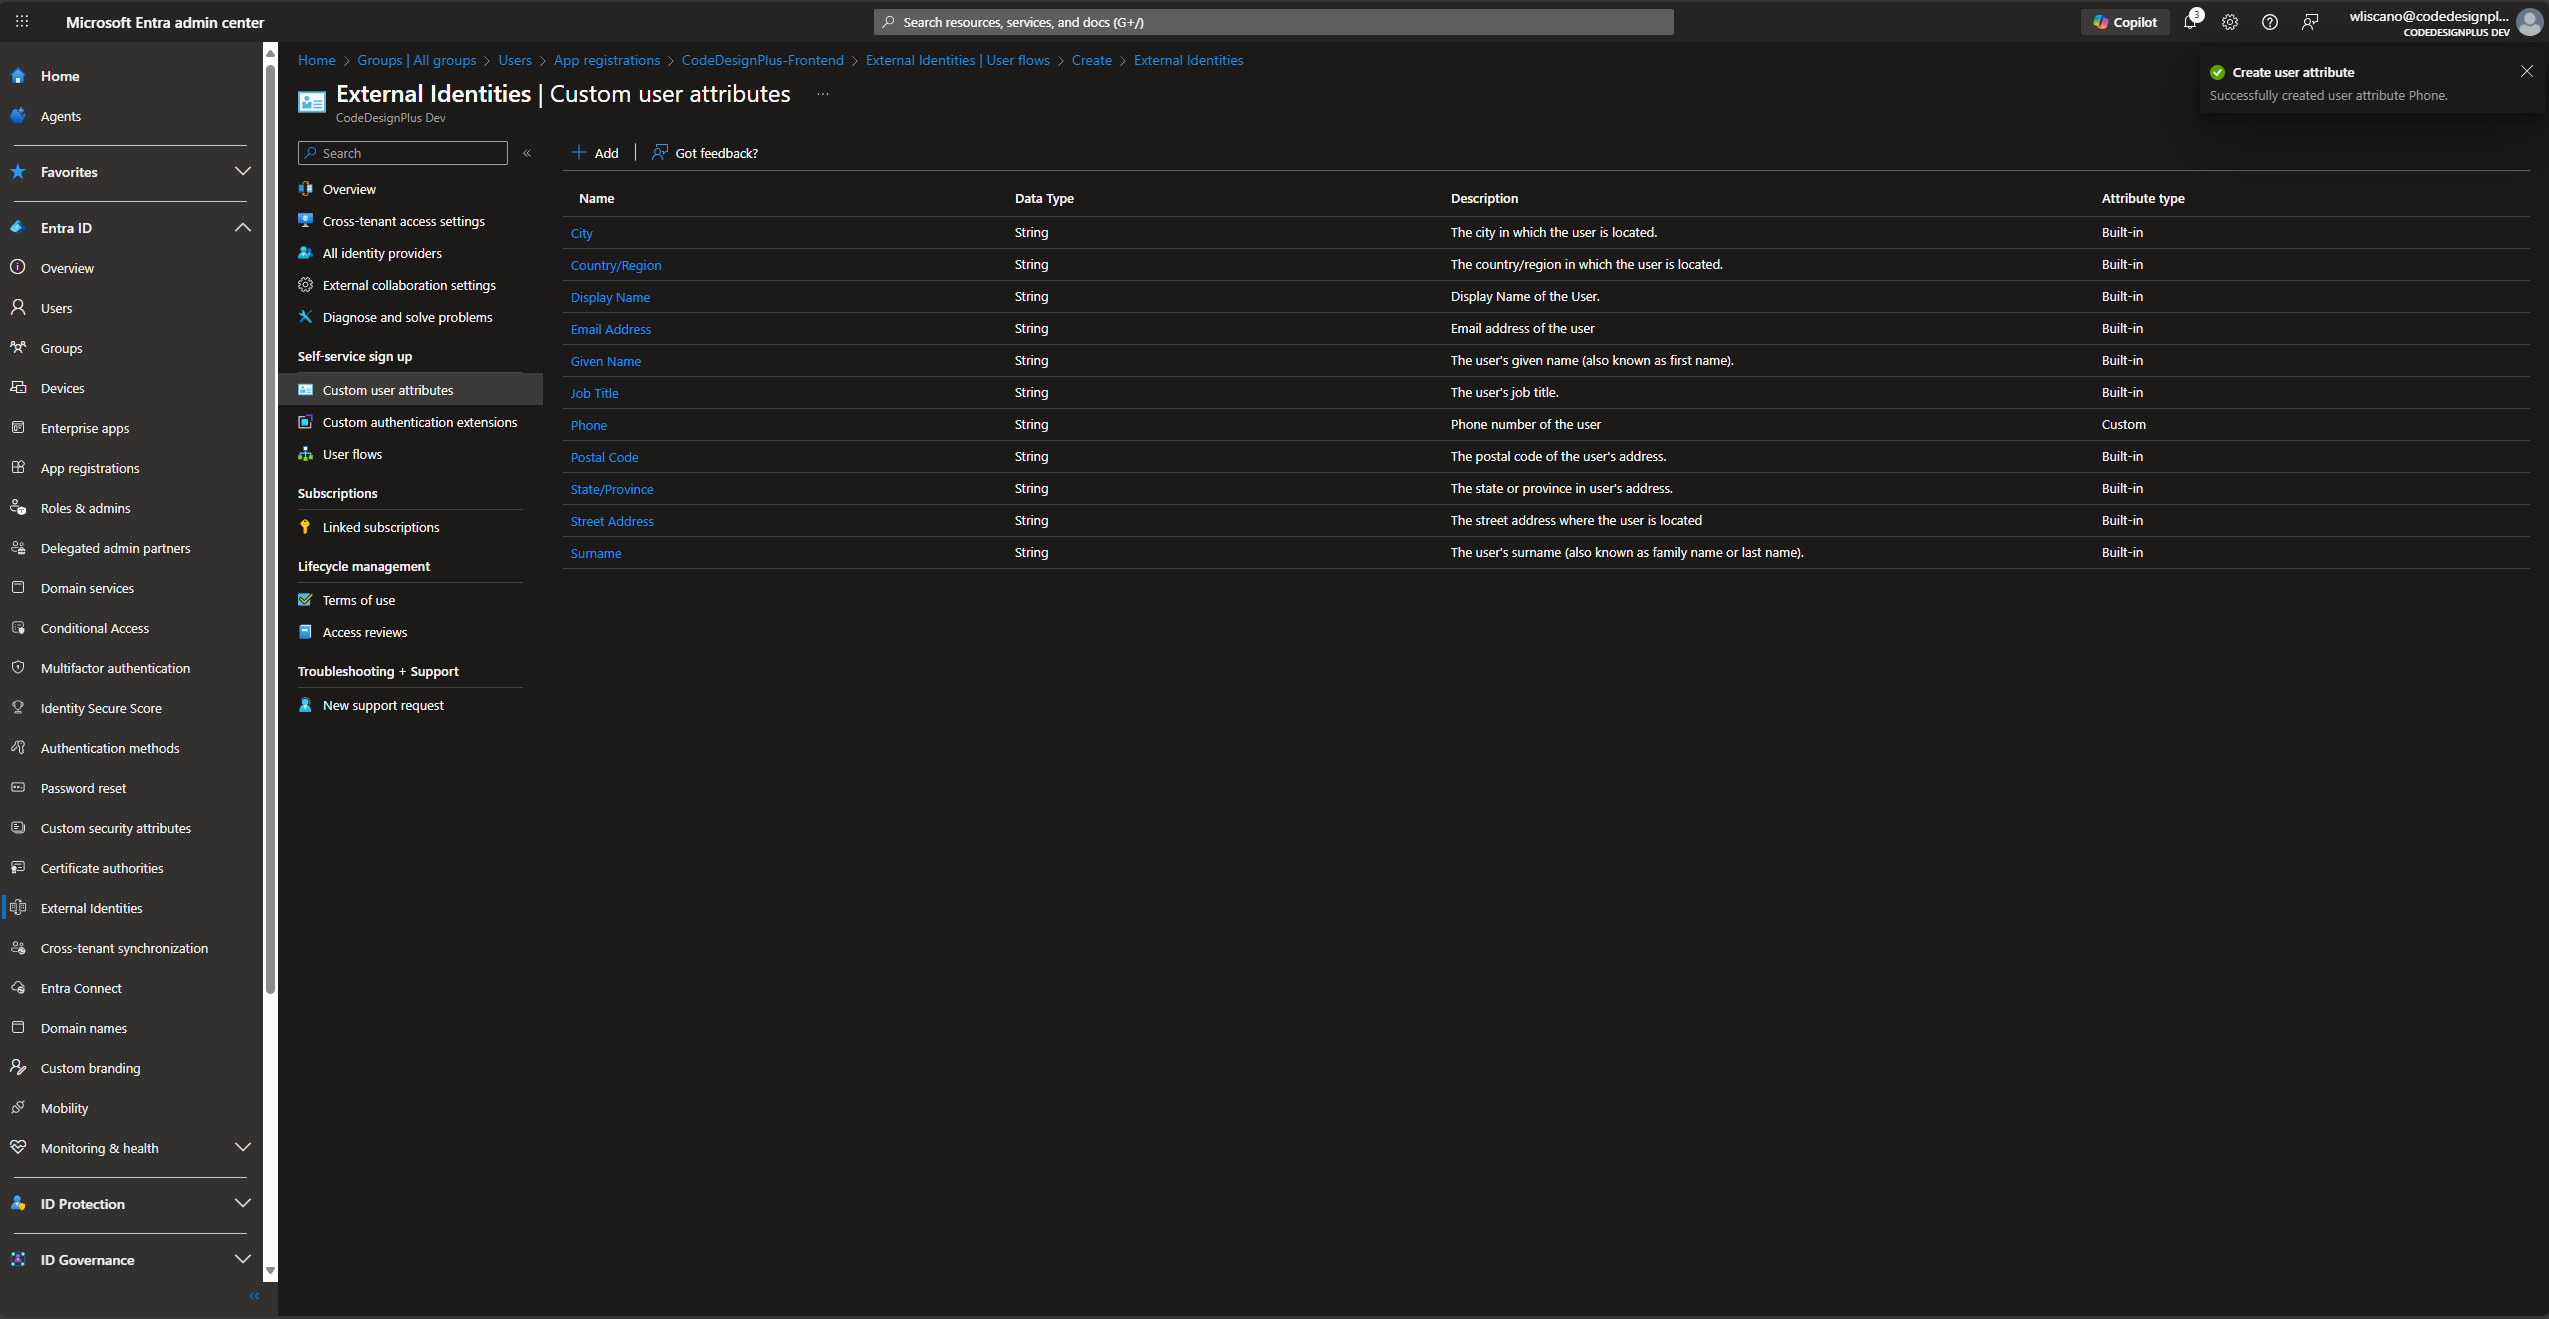 Microsoft Entra admin center
Search resources, services, and docs (G+/)
Copilot
3
wliscano@codedesignpl...
CODEDESIGNPLUS DEV
Home
Agents
Favorites
Entra ID
Overview
Users
Groups
Devices
Enterprise apps
App registrations
Roles & admins
Delegated admin partners
Domain services
Conditional Access
Multifactor authentication
Identity Secure Score
Authentication methods
Password reset
Custom security attributes
Certificate authorities
External Identities
Cross-tenant synchronization
Entra Connect
Domain names
Custom branding
Mobility
Monitoring & health
ID Protection
ID Governance
Home > Groups | All groups > Users > App registrations > CodeDesignPlus-Frontend > External Identities | User flows > Create > External Identities
External Identities | Custom user attributes ...
CodeDesignPlus Dev
Create user attribute
Successfully created user attribute Phone.
Search
Overview
Cross-tenant access settings
All identity providers
External collaboration settings
Diagnose and solve problems
Self-service sign up
Custom user attributes
Custom authentication extensions
User flows
Subscriptions
Linked subscriptions
Lifecycle management
Terms of use
Access reviews
Troubleshooting + Support
New support request
Add | Got feedback?
Name Data Type Description Attribute type
City String The city in which the user is located. Built-in
Country/Region String The country/region in which the user is located. Built-in
Display Name String Display Name of the User. Built-in
Email Address String Email address of the user Built-in
Given Name String The user's given name (also known as first name). Built-in
Job Title String The user's job title. Built-in
Phone String Phone number of the user Custom
Postal Code String The postal code of the user's address. Built-in
State/Province String The state or province in user's address. Built-in
Street Address String The street address where the user is located Built-in
Surname String The user's surname (also known as family name or last name). Built-in